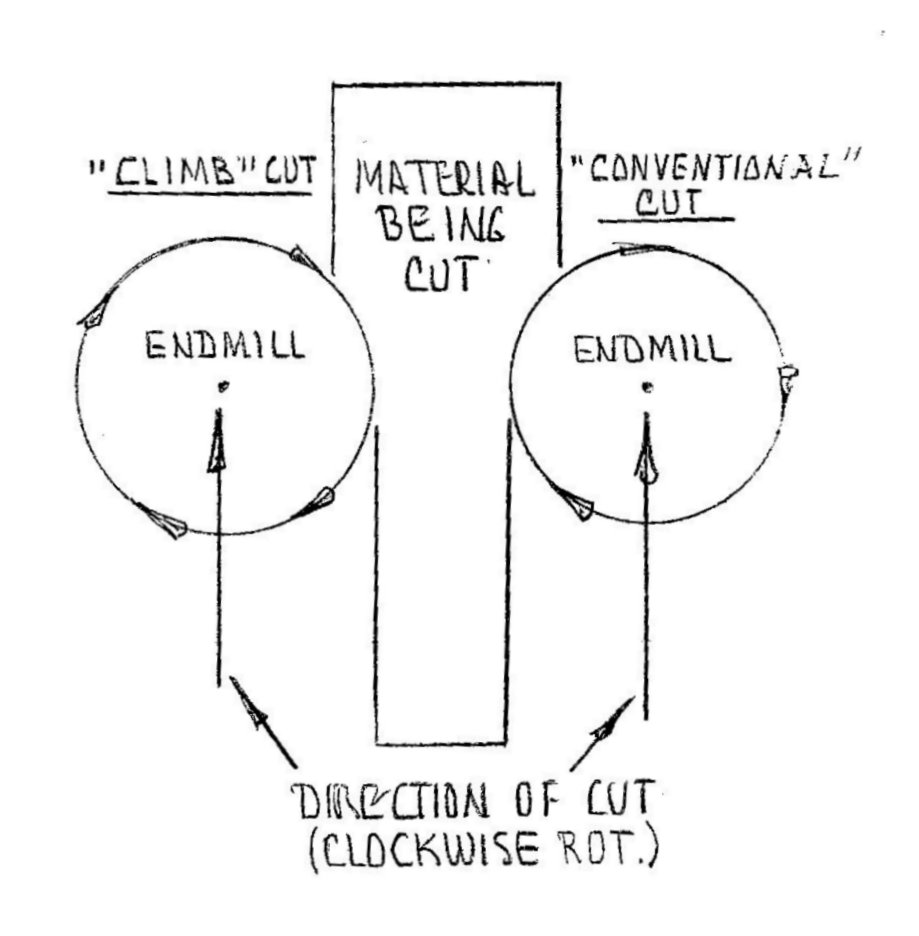 "CLIMB" CUT
MATERIAL
BEING
CUT
"CONVENTIONAL"
CUT
ENDMILL
ENDMILL
DIRECTION OF CUT
(CLOCKWISE ROT.)